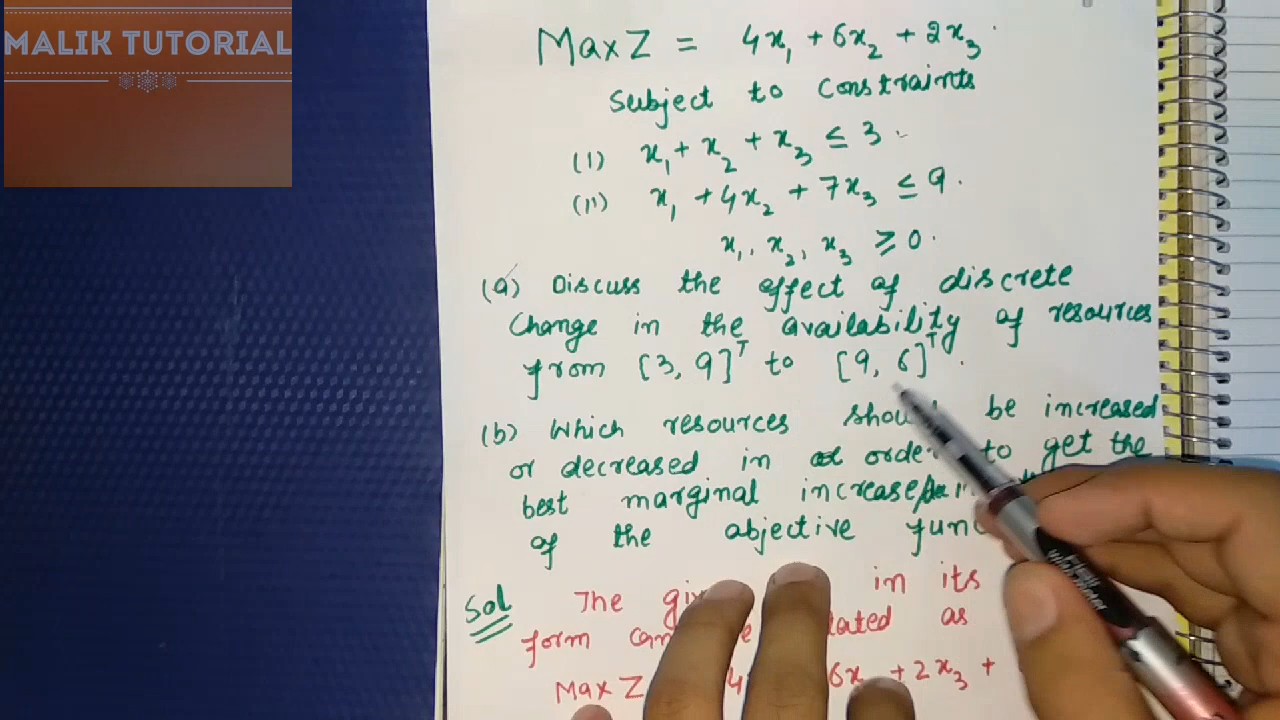 MALIK TUTORIAL
Max Z = 4x₁ + 6x₂ + 2x₃.
Subject to constraints
(I) x₁ + x₂ + x₃ ≤ 3.
(II) x₁ + 4x₂ + 7x₃ ≤ 9.
x₁, x₂, x₃ ≥ 0.
(a) Discuss the effect of discrete
change in the availability of resources
from [3, 9]ᵀ to [9, 6]ᵀ.
(b) Which resources be increased
or decreased in order to get the
best marginal increase
of the abjective
Sol The in its
form as
Max Z 6x + 2x₃ +